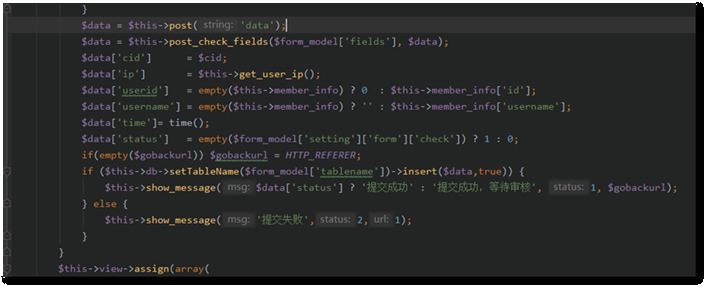 }
$data = $this->post( string: 'data');
$data = $this->post_check_fields($form_model['fields'], $data);
$data['cid']      = $cid;
$data['ip']       = $this->get_user_ip();
$data['userid']   = empty($this->member_info) ? 0  : $this->member_info['id'];
$data['username'] = empty($this->member_info) ? '' : $this->member_info['username'];
$data['time']= time();
$data['status']   = empty($form_model['setting']['form']['check']) ? 1 : 0;
if(empty($gobackurl)) $gobackurl = HTTP_REFERER;
if ($this->db->setTableName($form_model['tablename'])->insert($data,true)) {
$this->show_message( msg: $data['status'] ? '提交成功' : '提交成功，等待审核', status: 1, $gobackurl);
} else {
$this->show_message( msg: '提交失败', status: 2, url: 1);
}
}
$this->view->assign(array(